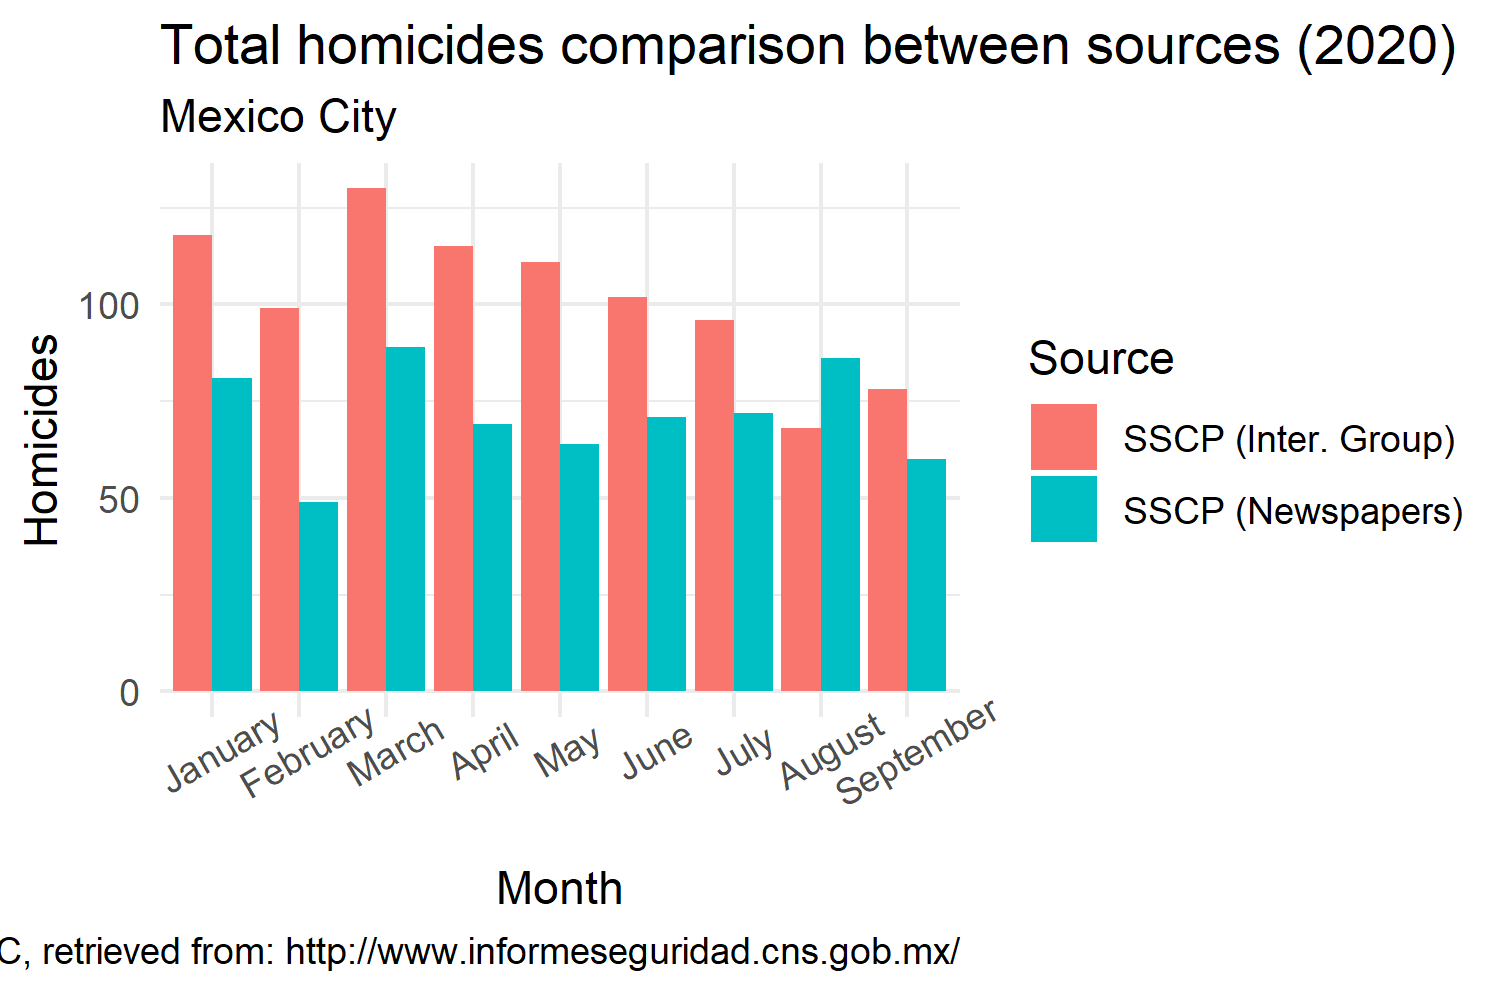 Total homicides comparison between sources (2020)
Mexico City
Homicides
100
50
0
January
February
March
April
May
June
July
August
September
Month
Source
SSCP (Inter. Group)
SSCP (Newspapers)
C, retrieved from: http://www.informeseguridad.cns.gob.mx/